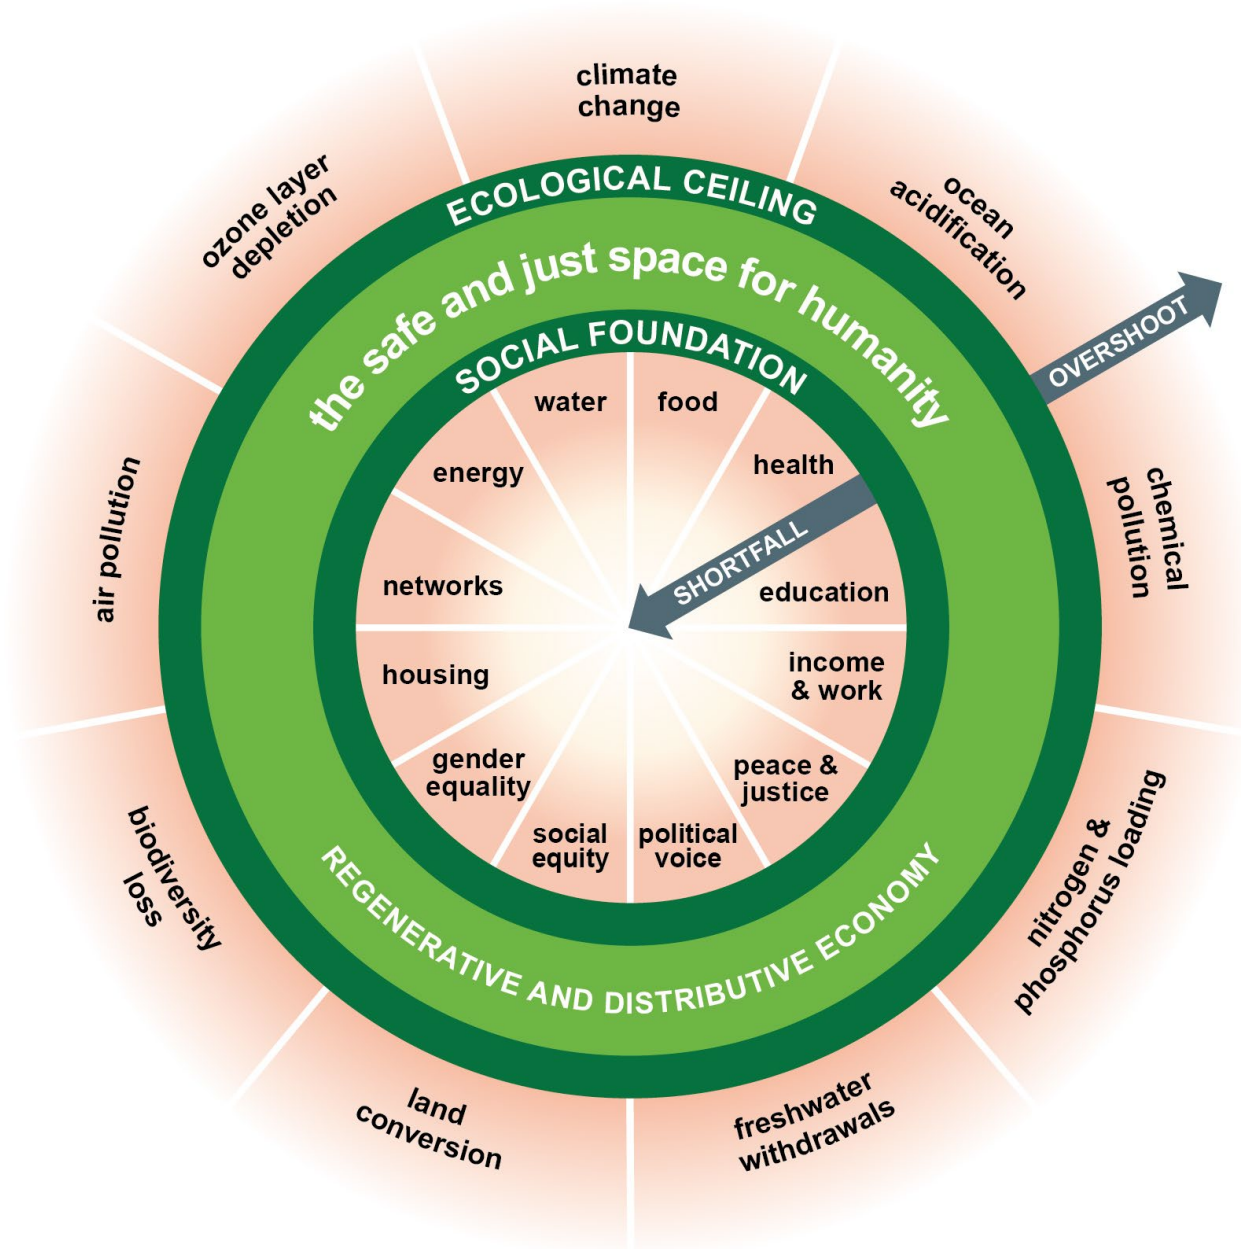 climate
change
ocean
acidification
OVERSHOOT
chemical
pollution
nitrogen &
phosphorus loading
freshwater
withdrawals
land
conversion
biodiversity
loss
air pollution
ozone layer
depletion
ECOLOGICAL CEILING
the safe and just space for humanity
SOCIAL FOUNDATION
water
food
health
SHORTFALL
education
income
& work
peace &
justice
political
voice
social
equity
gender
equality
housing
networks
energy
REGENERATIVE AND DISTRIBUTIVE ECONOMY